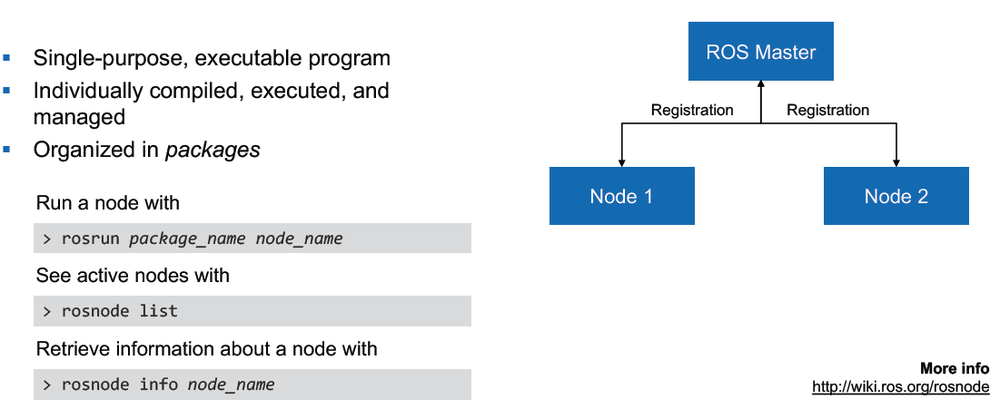 Single-purpose, executable program
Individually compiled, executed, and
managed
Organized in packages
Run a node with
> rosrun package_name node_name
See active nodes with
> rosnode list
Retrieve information about a node with
> rosnode info node_name
ROS Master
Registration Registration
Node 1 Node 2
More info
http://wiki.ros.org/rosnode